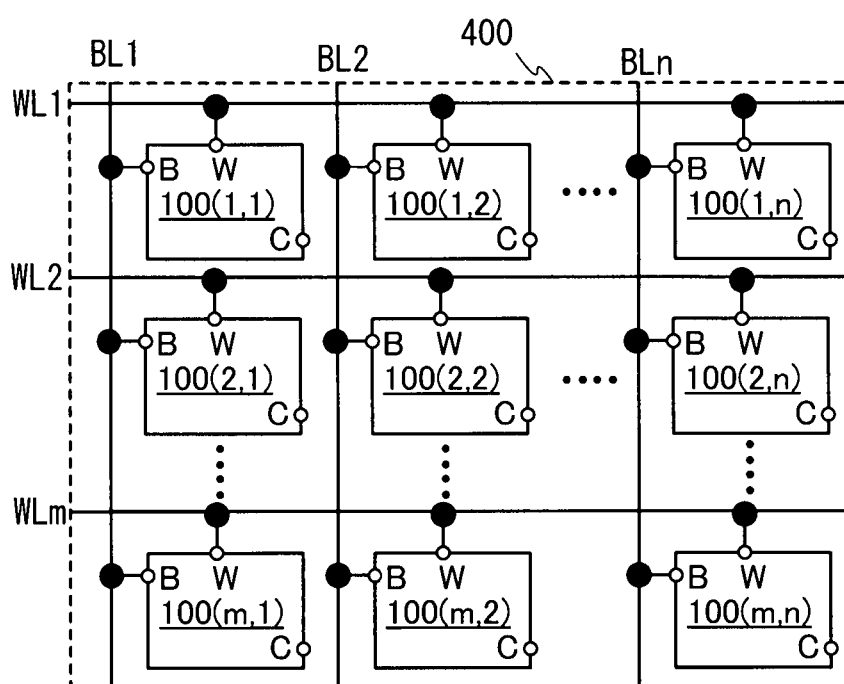 400
BL1 BL2 BLn
WL1
B W B W B W
100(1,1) 100(1,2) 100(1,n)
C C C
WL2
B W B W B W
100(2,1) 100(2,2) 100(2,n)
C C C
WLm
B W B W B W
100(m,1) 100(m,2) 100(m,n)
C C C